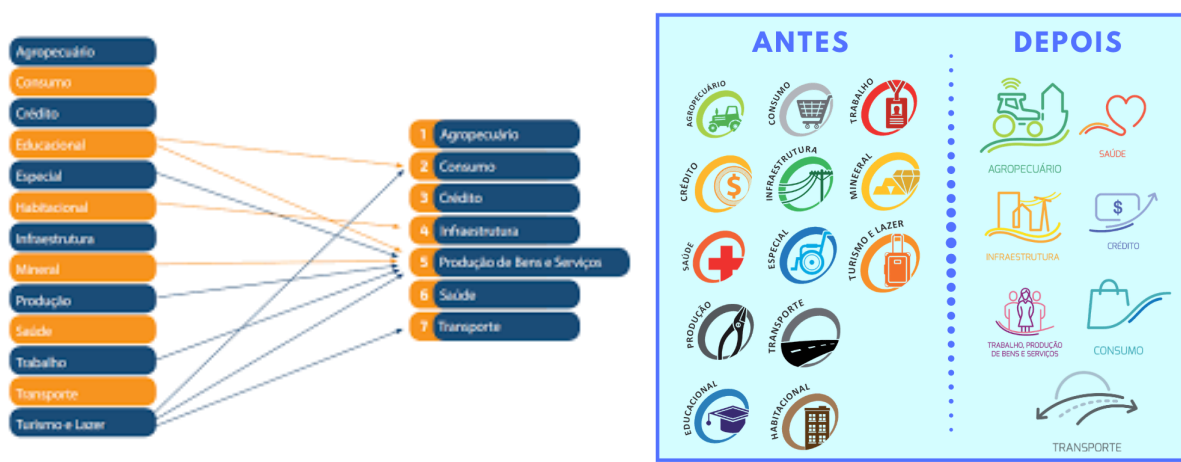 Agropecuário
Consumo
Crédito
Educacional
Especial
Habitacional
Infraestrutura
Mineral
Produção
Saúde
Trabalho
Transporte
Turismo e Lazer
1 Agropecuário
2 Consumo
3 Crédito
4 Infraestrutura
5 Produção de Bens e Serviços
6 Saúde
7 Transporte
ANTES
AGROPECUÁRIO
CONSUMO
TRABALHO
CRÉDITO
$
INFRAESTRUTURA
MINEERAL
SAÚDE
ESPECIAL
TURISMO E LAZER
PRODUÇÃO
TRANSPORTE
EDUCACIONAL
HABITACIONAL
DEPOIS
AGROPECUÁRIO
SAÚDE
INFRAESTRUTURA
$
CRÉDITO
TRABALHO, PRODUÇÃO
DE BENS E SERVIÇOS
CONSUMO
TRANSPORTE